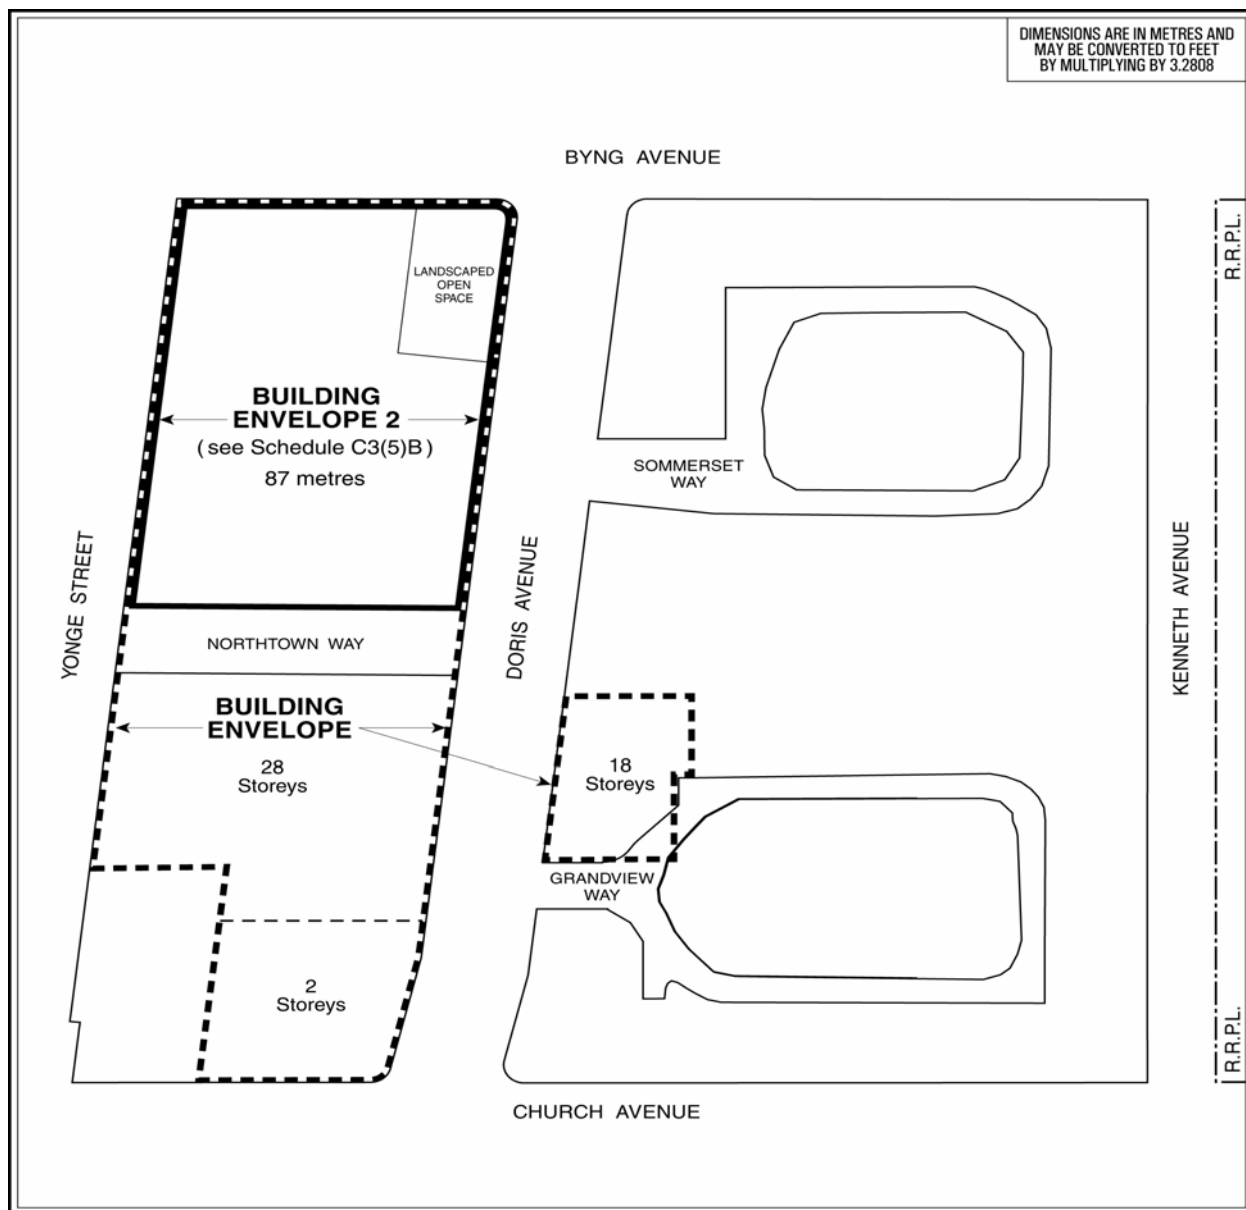 DIMENSIONS ARE IN METRES AND
MAY BE CONVERTED TO FEET
BY MULTIPLYING BY 3.2808
BYNG AVENUE
R.R.P.L.
LANDSCAPED
OPEN
SPACE
BUILDING
ENVELOPE 2
( see Schedule C3(5)B )
87 metres
SOMMERSET
WAY
YONGE STREET
DORIS AVENUE
KENNETH AVENUE
NORTHTOWN WAY
BUILDING
ENVELOPE
28
Storeys
18
Storeys
GRANDVIEW
WAY
2
Storeys
R.R.P.L.
CHURCH AVENUE